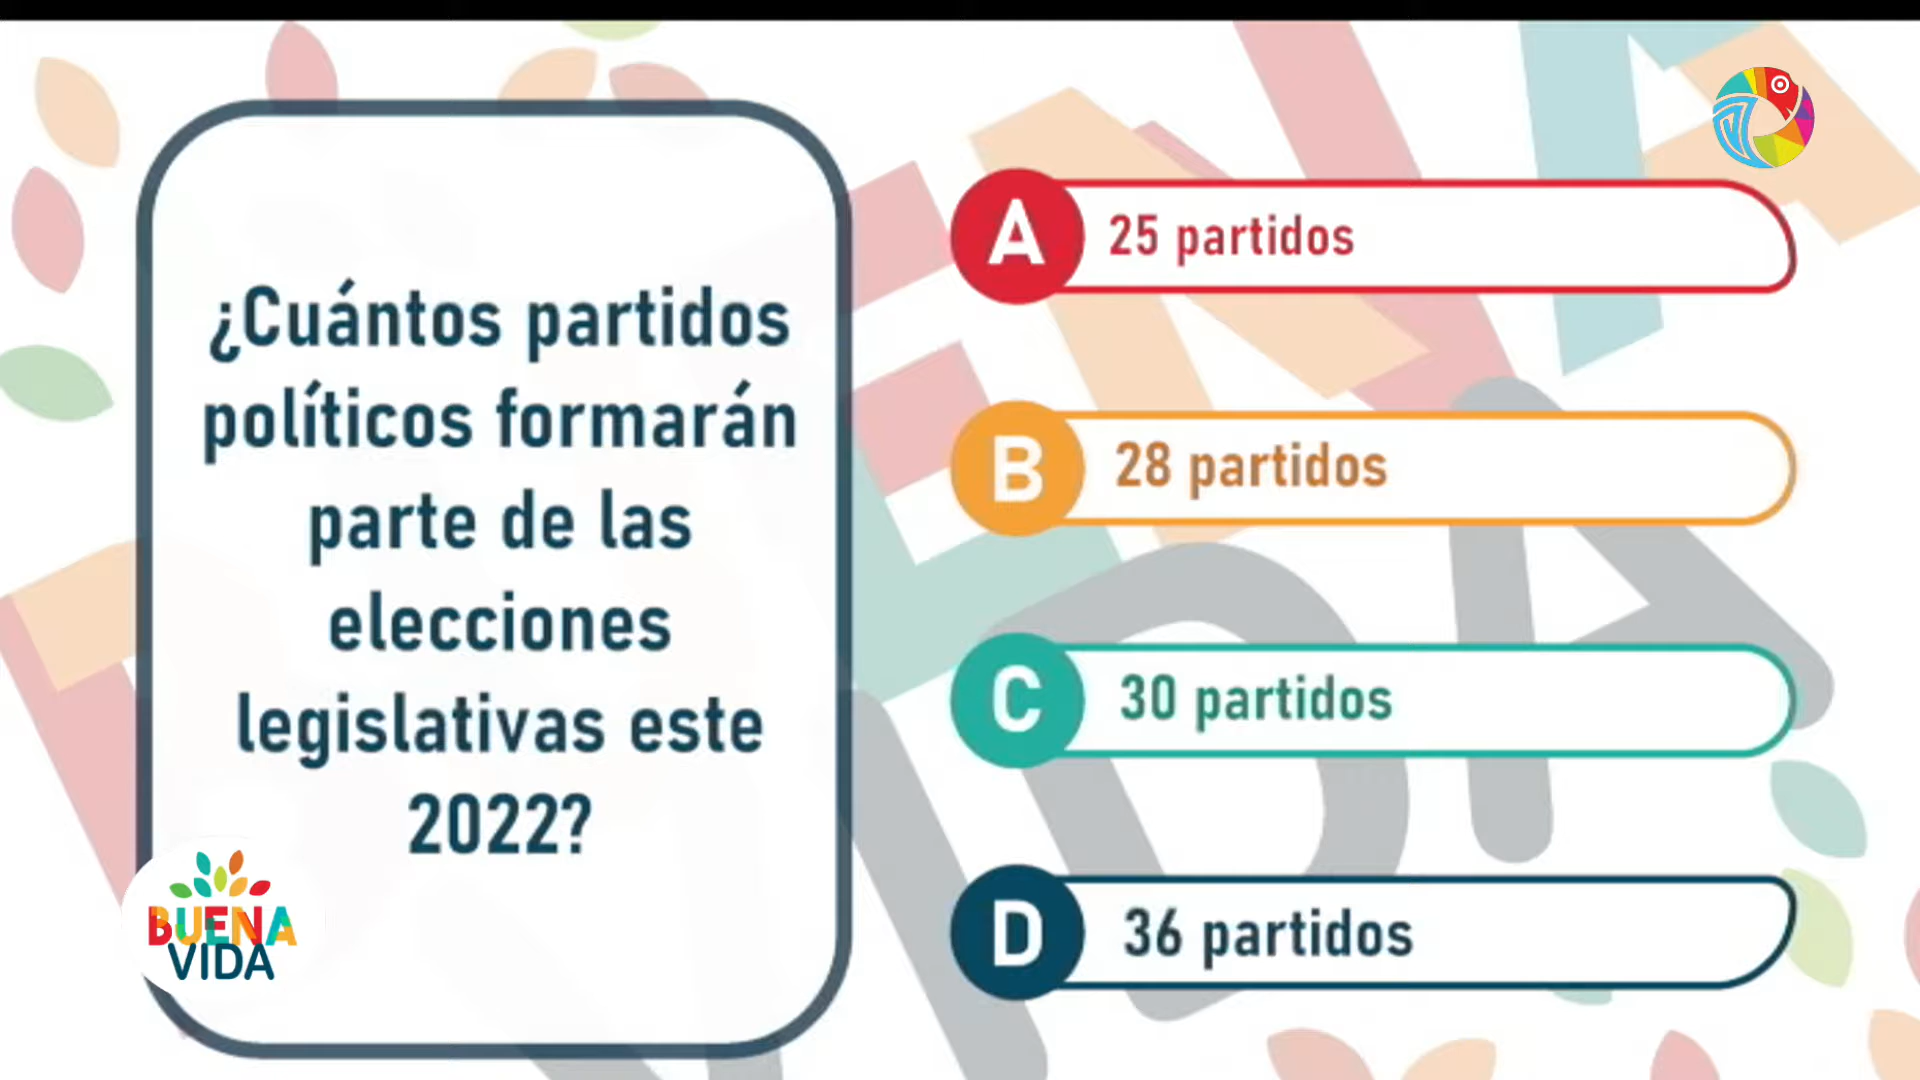 ¿Cuántos partidos
políticos formarán
parte de las
elecciones
legislativas este
2022?
A 25 partidos
B 28 partidos
C 30 partidos
D 36 partidos
BUENA
VIDA